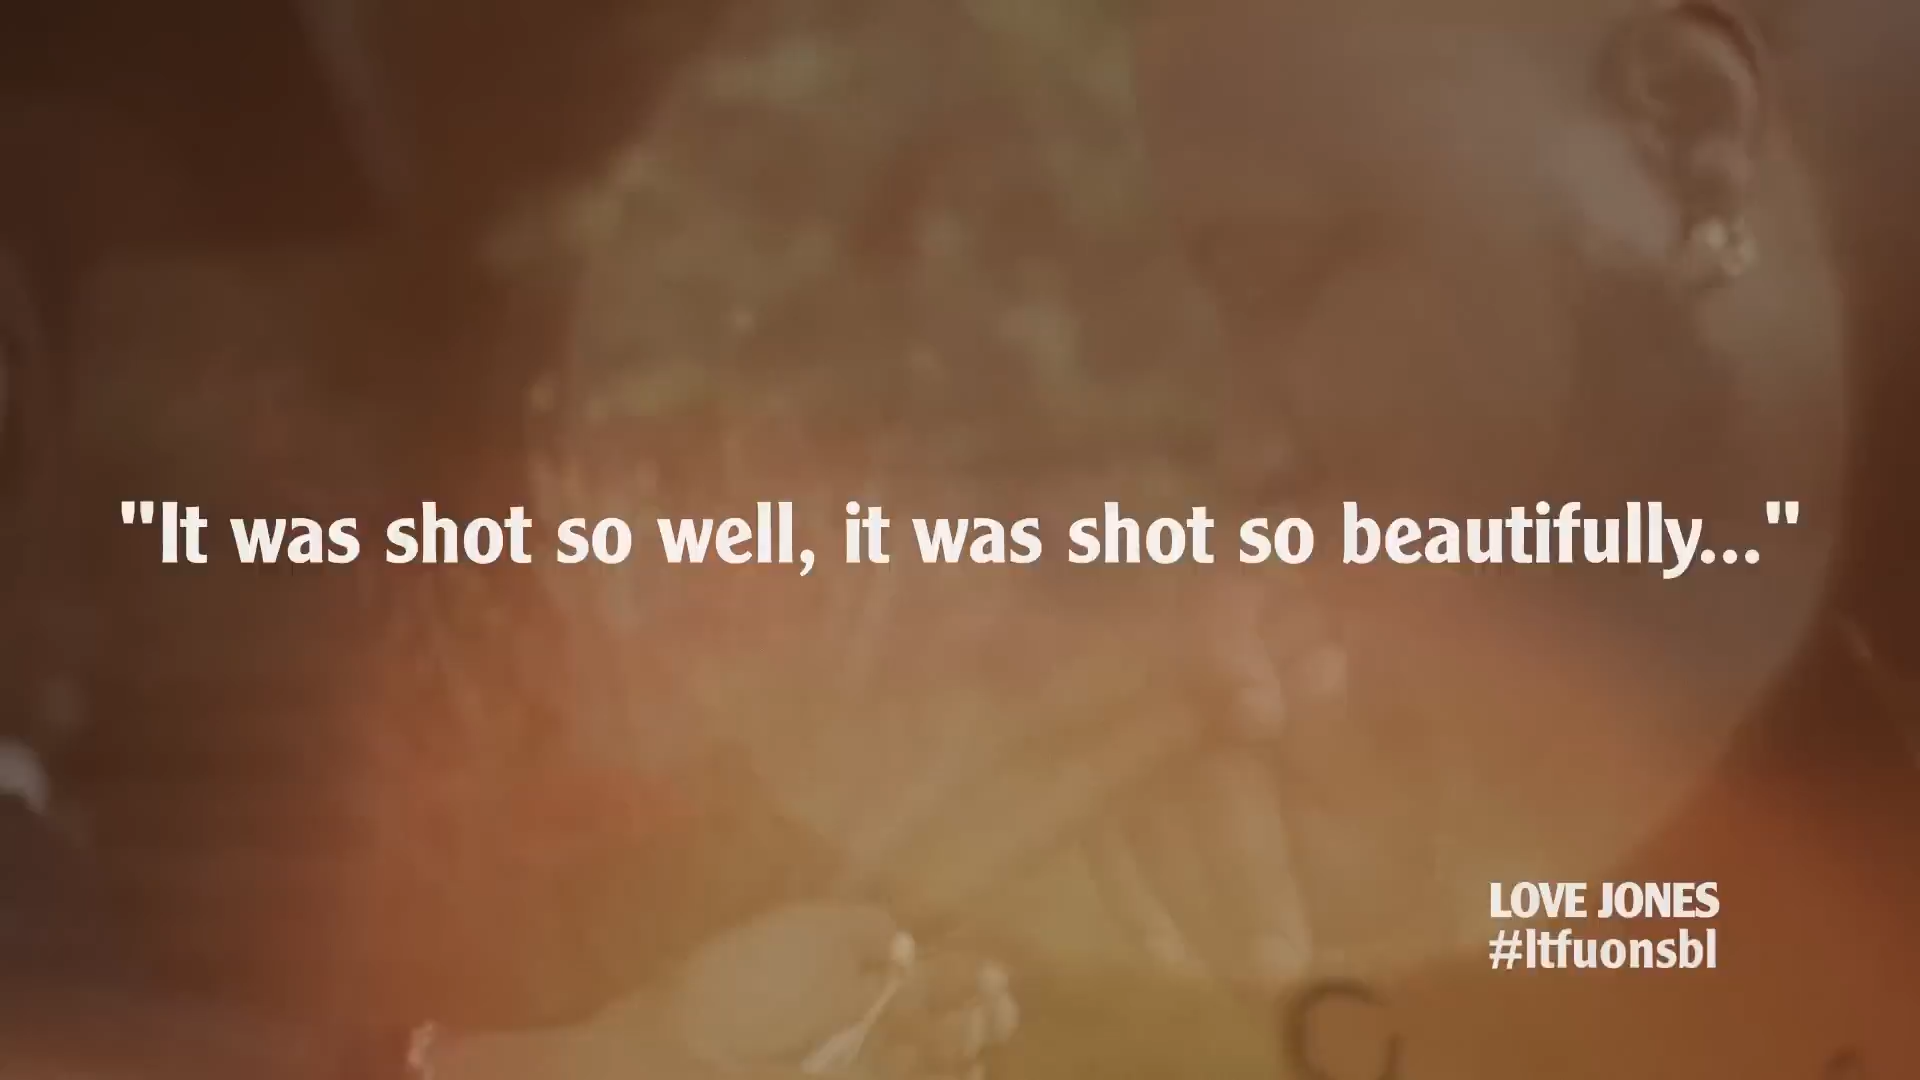 "It was shot so well, it was shot so beautifully..."
LOVE JONES
#ltfuonsbl